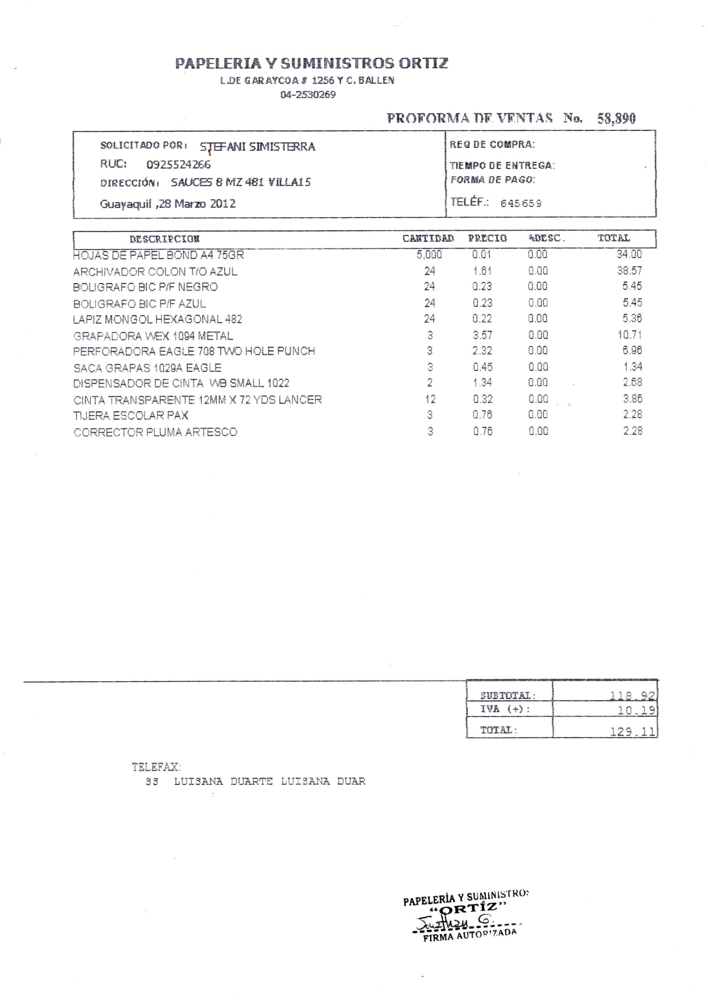 PAPELERIA Y SUMINISTROS ORTIZ
L.DE GARAYCOA # 1256 Y C. BALLEN
04-2530269
PROFORMA DE VENTAS No. 58,890
SOLICITADO POR: STEFANI SIMISTERRA
RUC: 0925524266
DIRECCIÓN: SAUCES 8 MZ 481 VILLA15
Guayaquil ,28 Marzo 2012
REQ DE COMPRA:
TIEMPO DE ENTREGA:
FORMA DE PAGO:
TELÉF.: 645659
DESCRIPCION CANTIDAD PRECIO %DESC. TOTAL
HOJAS DE PAPEL BOND A4 75GR 5,000 0.01 0.00 34.00
ARCHIVADOR COLON T/O AZUL 24 1.61 0.00 38.57
BOLIGRAFO BIC P/F NEGRO 24 0.23 0.00 5.45
BOLIGRAFO BIC P/F AZUL 24 0.23 0.00 5.45
LAPIZ MONGOL HEXAGONAL 482 24 0.22 0.00 5.36
GRAPADORA WEX 1094 METAL 3 3.57 0.00 10.71
PERFORADORA EAGLE 708 TWO HOLE PUNCH 3 2.32 0.00 6.96
SACA GRAPAS 1029A EAGLE 3 0.45 0.00 1.34
DISPENSADOR DE CINTA WB SMALL 1022 2 1.34 0.00 2.68
CINTA TRANSPARENTE 12MM X 72 YDS LANCER 12 0.32 0.00 3.86
TIJERA ESCOLAR PAX 3 0.76 0.00 2.28
CORRECTOR PLUMA ARTESCO 3 0.76 0.00 2.28
SUBTOTAL: 118.92
IVA (+): 10.19
TOTAL: 129.11
TELEFAX:
33 LUISANA DUARTE LUISANA DUAR
PAPELERÍA Y SUMINISTROS
“ORTÍZ”
Jonathan G.
FIRMA AUTORIZADA